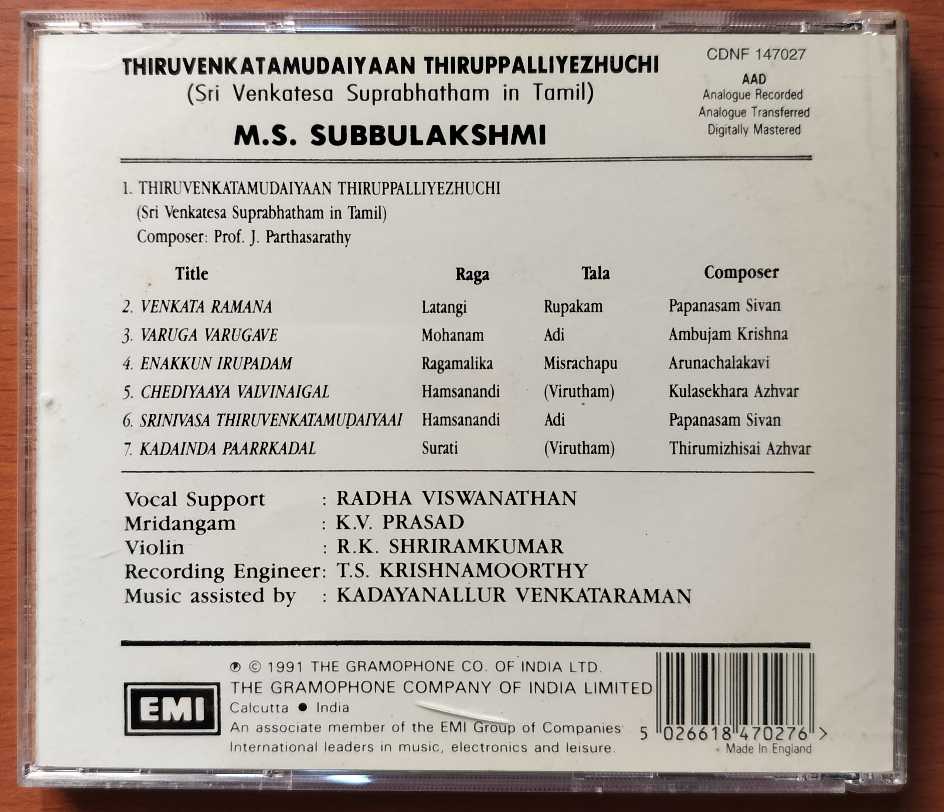 THIRUVENKATAMUDAIYAAN THIRUPPALLIYEZHUCHI
(Sri Venkatesa Suprabhatham in Tamil)
M.S. SUBBULAKSHMI
CDNF 147027
AAD
Analogue Recorded
Analogue Transferred
Digitally Mastered
1. THIRUVENKATAMUDAIYAAN THIRUPPALLIYEZHUCHI
(Sri Venkatesa Suprabhatham in Tamil)
Composer: Prof. J. Parthasarathy
Title Raga Tala Composer
2. VENKATA RAMANA Latangi Rupakam Papanasam Sivan
3. VARUGA VARUGAVE Mohanam Adi Ambujam Krishna
4. ENAKKUN IRUPADAM Ragamalika Misrachapu Arunachalakavi
5. CHEDIYAAYA VALVINAIGAL Hamsanandi (Virutham) Kulasekhara Azhvar
6. SRINIVASA THIRUVENKATAMUDAIYAAI Hamsanandi Adi Papanasam Sivan
7. KADAINDA PAARRKADAL Surati (Virutham) Thirumizhisai Azhvar
Vocal Support : RADHA VISWANATHAN
Mridangam : K.V. PRASAD
Violin : R.K. SHRIRAMKUMAR
Recording Engineer: T.S. KRISHNAMOORTHY
Music assisted by : KADAYANALLUR VENKATARAMAN
EMI
℗ © 1991 THE GRAMOPHONE CO. OF INDIA LTD.
THE GRAMOPHONE COMPANY OF INDIA LIMITED
Calcutta ● India
An associate member of the EMI Group of Companies
International leaders in music, electronics and leisure.
5 026618 470276 >
Made In England